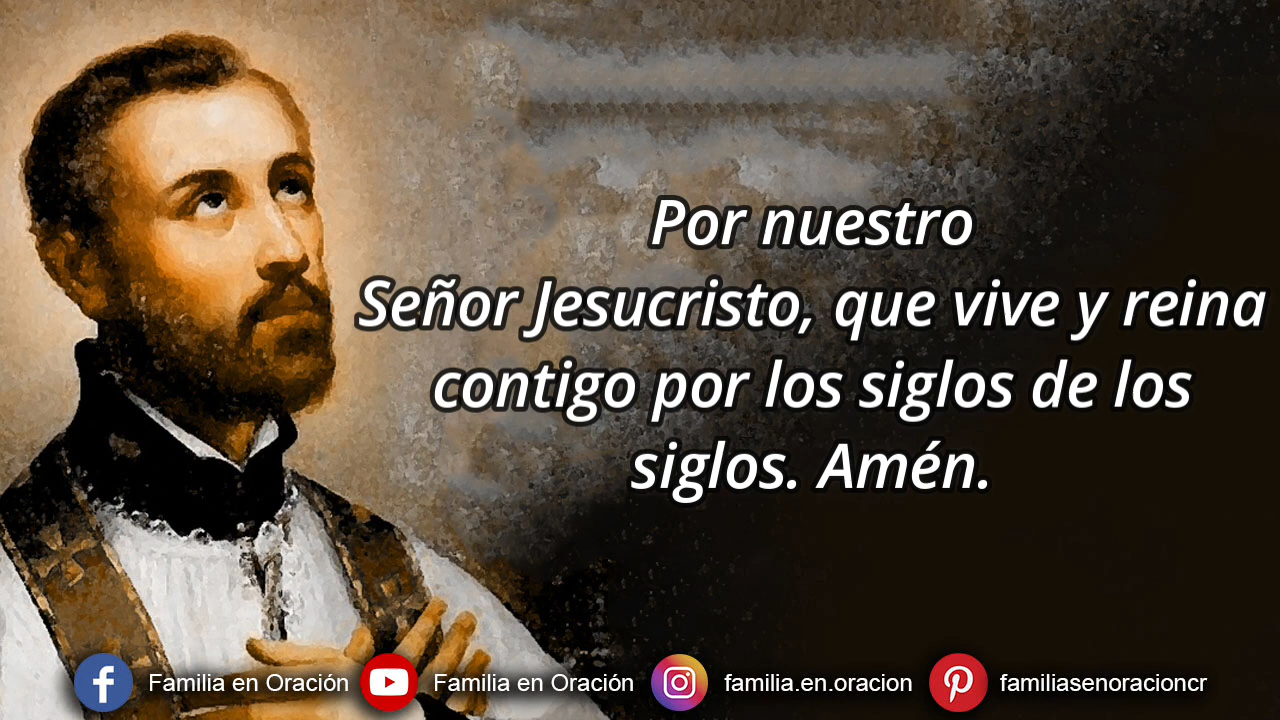 Por nuestro
Señor Jesucristo, que vive y reina
contigo por los siglos de los
siglos. Amén.
Familia en Oración Familia en Oración familia.en.oracion familiasenoracioncr